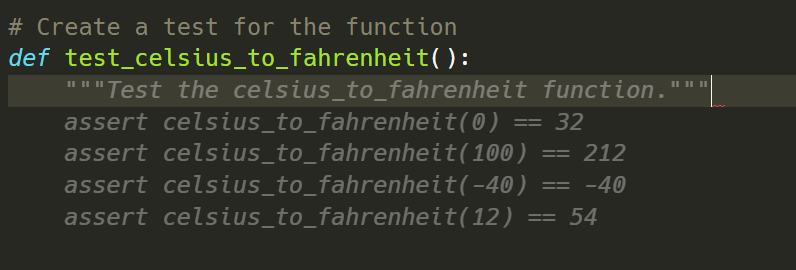 # Create a test for the function
def test_celsius_to_fahrenheit():
    """Test the celsius_to_fahrenheit function."""
    assert celsius_to_fahrenheit(0) == 32
    assert celsius_to_fahrenheit(100) == 212
    assert celsius_to_fahrenheit(-40) == -40
    assert celsius_to_fahrenheit(12) == 54